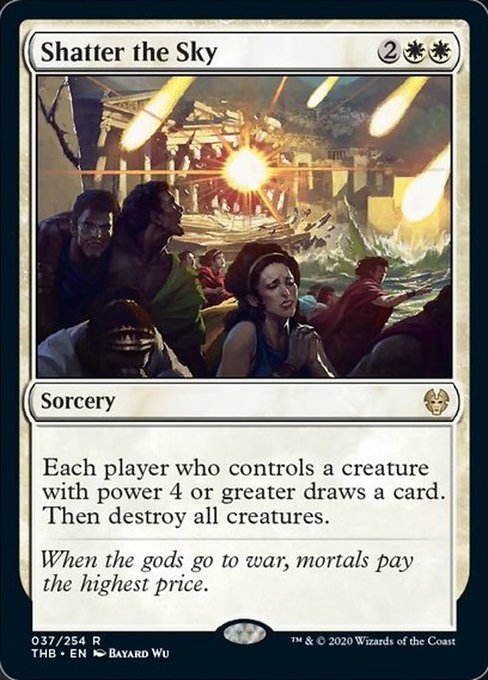 Shatter the Sky 2
Sorcery
Each player who controls a creature
with power 4 or greater draws a card.
Then destroy all creatures.
When the gods go to war, mortals pay
the highest price.
037/254 R
THB • EN Bayard Wu
™ & © 2020 Wizards of the Coast